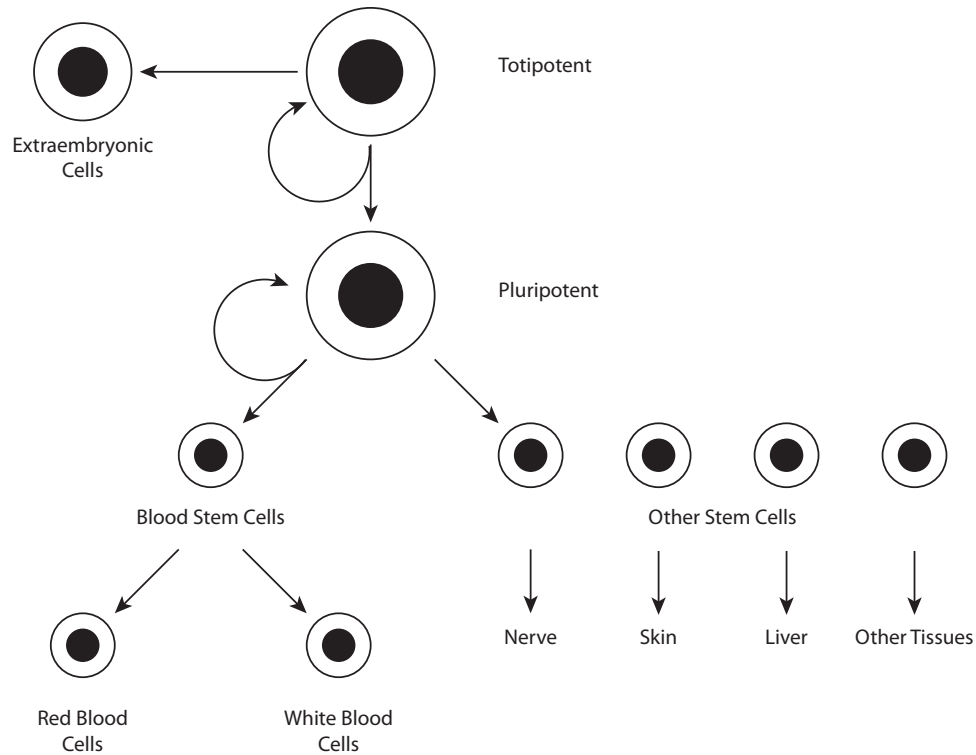 Totipotent
Extraembryonic
Cells
Pluripotent
Blood Stem Cells
Other Stem Cells
Nerve
Skin
Liver
Other Tissues
Red Blood
Cells
White Blood
Cells